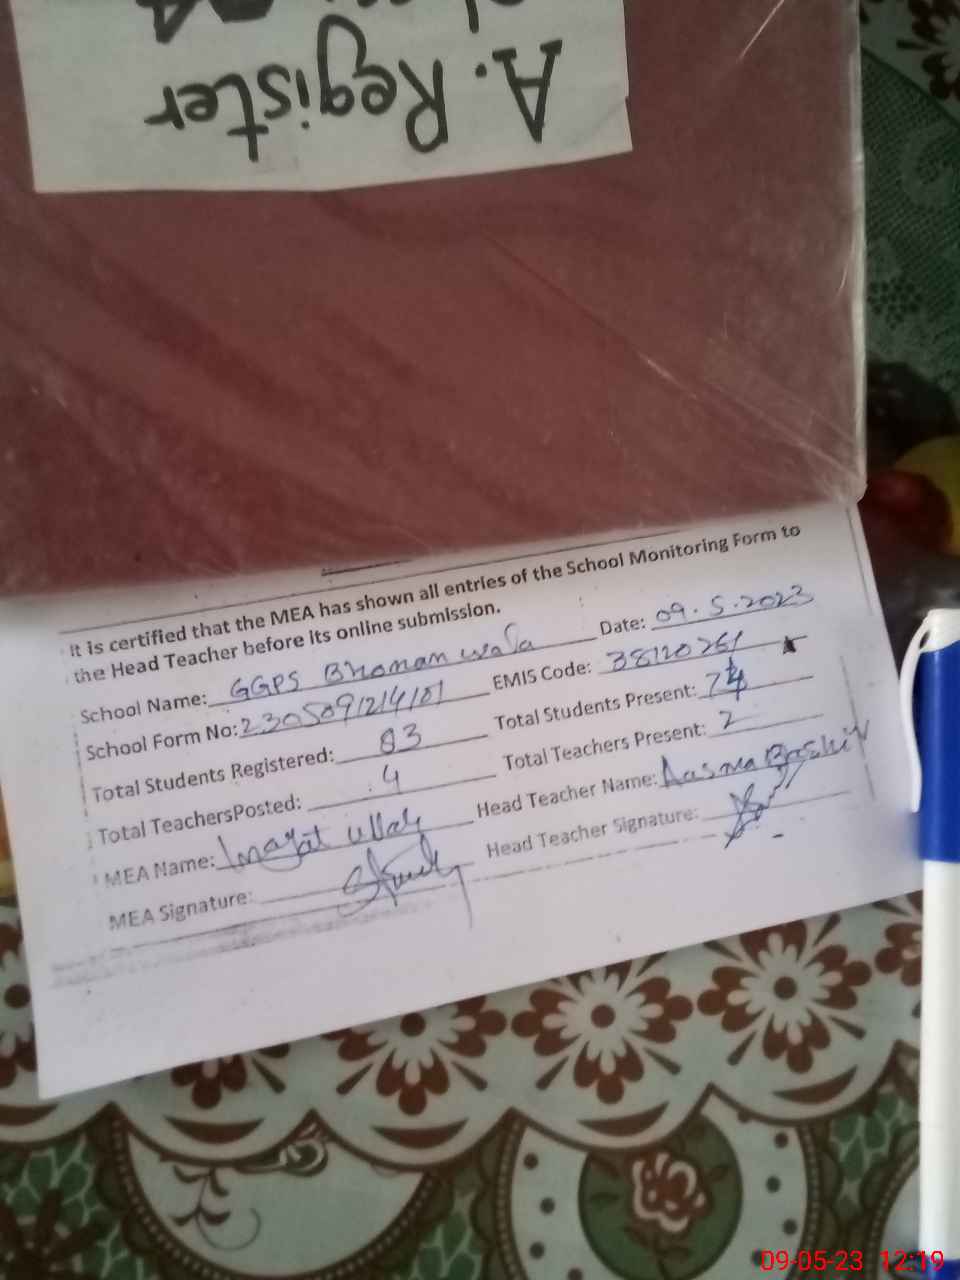 A. Register
It is certified that the MEA has shown all entries of the School Monitoring Form to
the Head Teacher before its online submission.
School Name: GGPS Bhoman wala Date: 09.5.2023
School Form No: 2305091214101 EMIS Code: 38120261
Total Students Registered: 83 Total Students Present: 74
Total TeachersPosted: 4 Total Teachers Present: 2
MEA Name: Inayat Ullah Head Teacher Name: Aasma Bashir
MEA Signature: Head Teacher Signature:
09-05-23 12:19